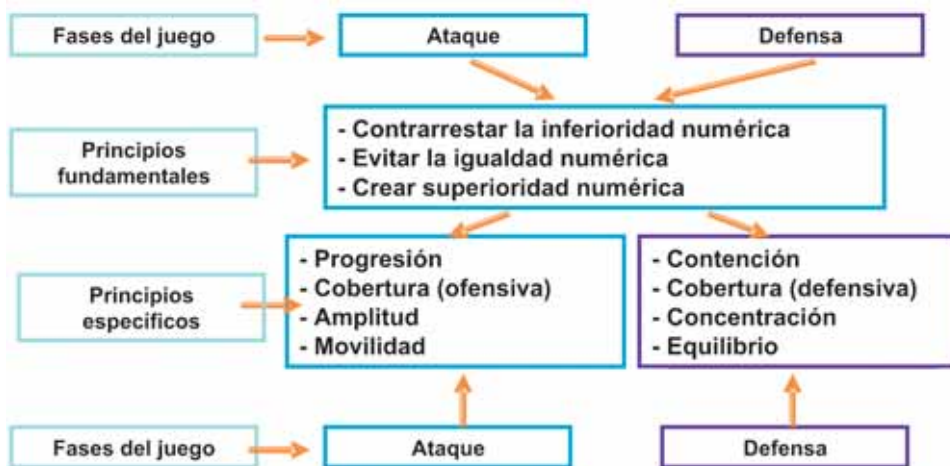 Fases del juego
Ataque
Defensa
Principios
fundamentales
- Contrarrestar la inferioridad numérica
- Evitar la igualdad numérica
- Crear superioridad numérica
Principios
específicos
- Progresión
- Cobertura (ofensiva)
- Amplitud
- Movilidad
- Contención
- Cobertura (defensiva)
- Concentración
- Equilibrio
Fases del juego
Ataque
Defensa